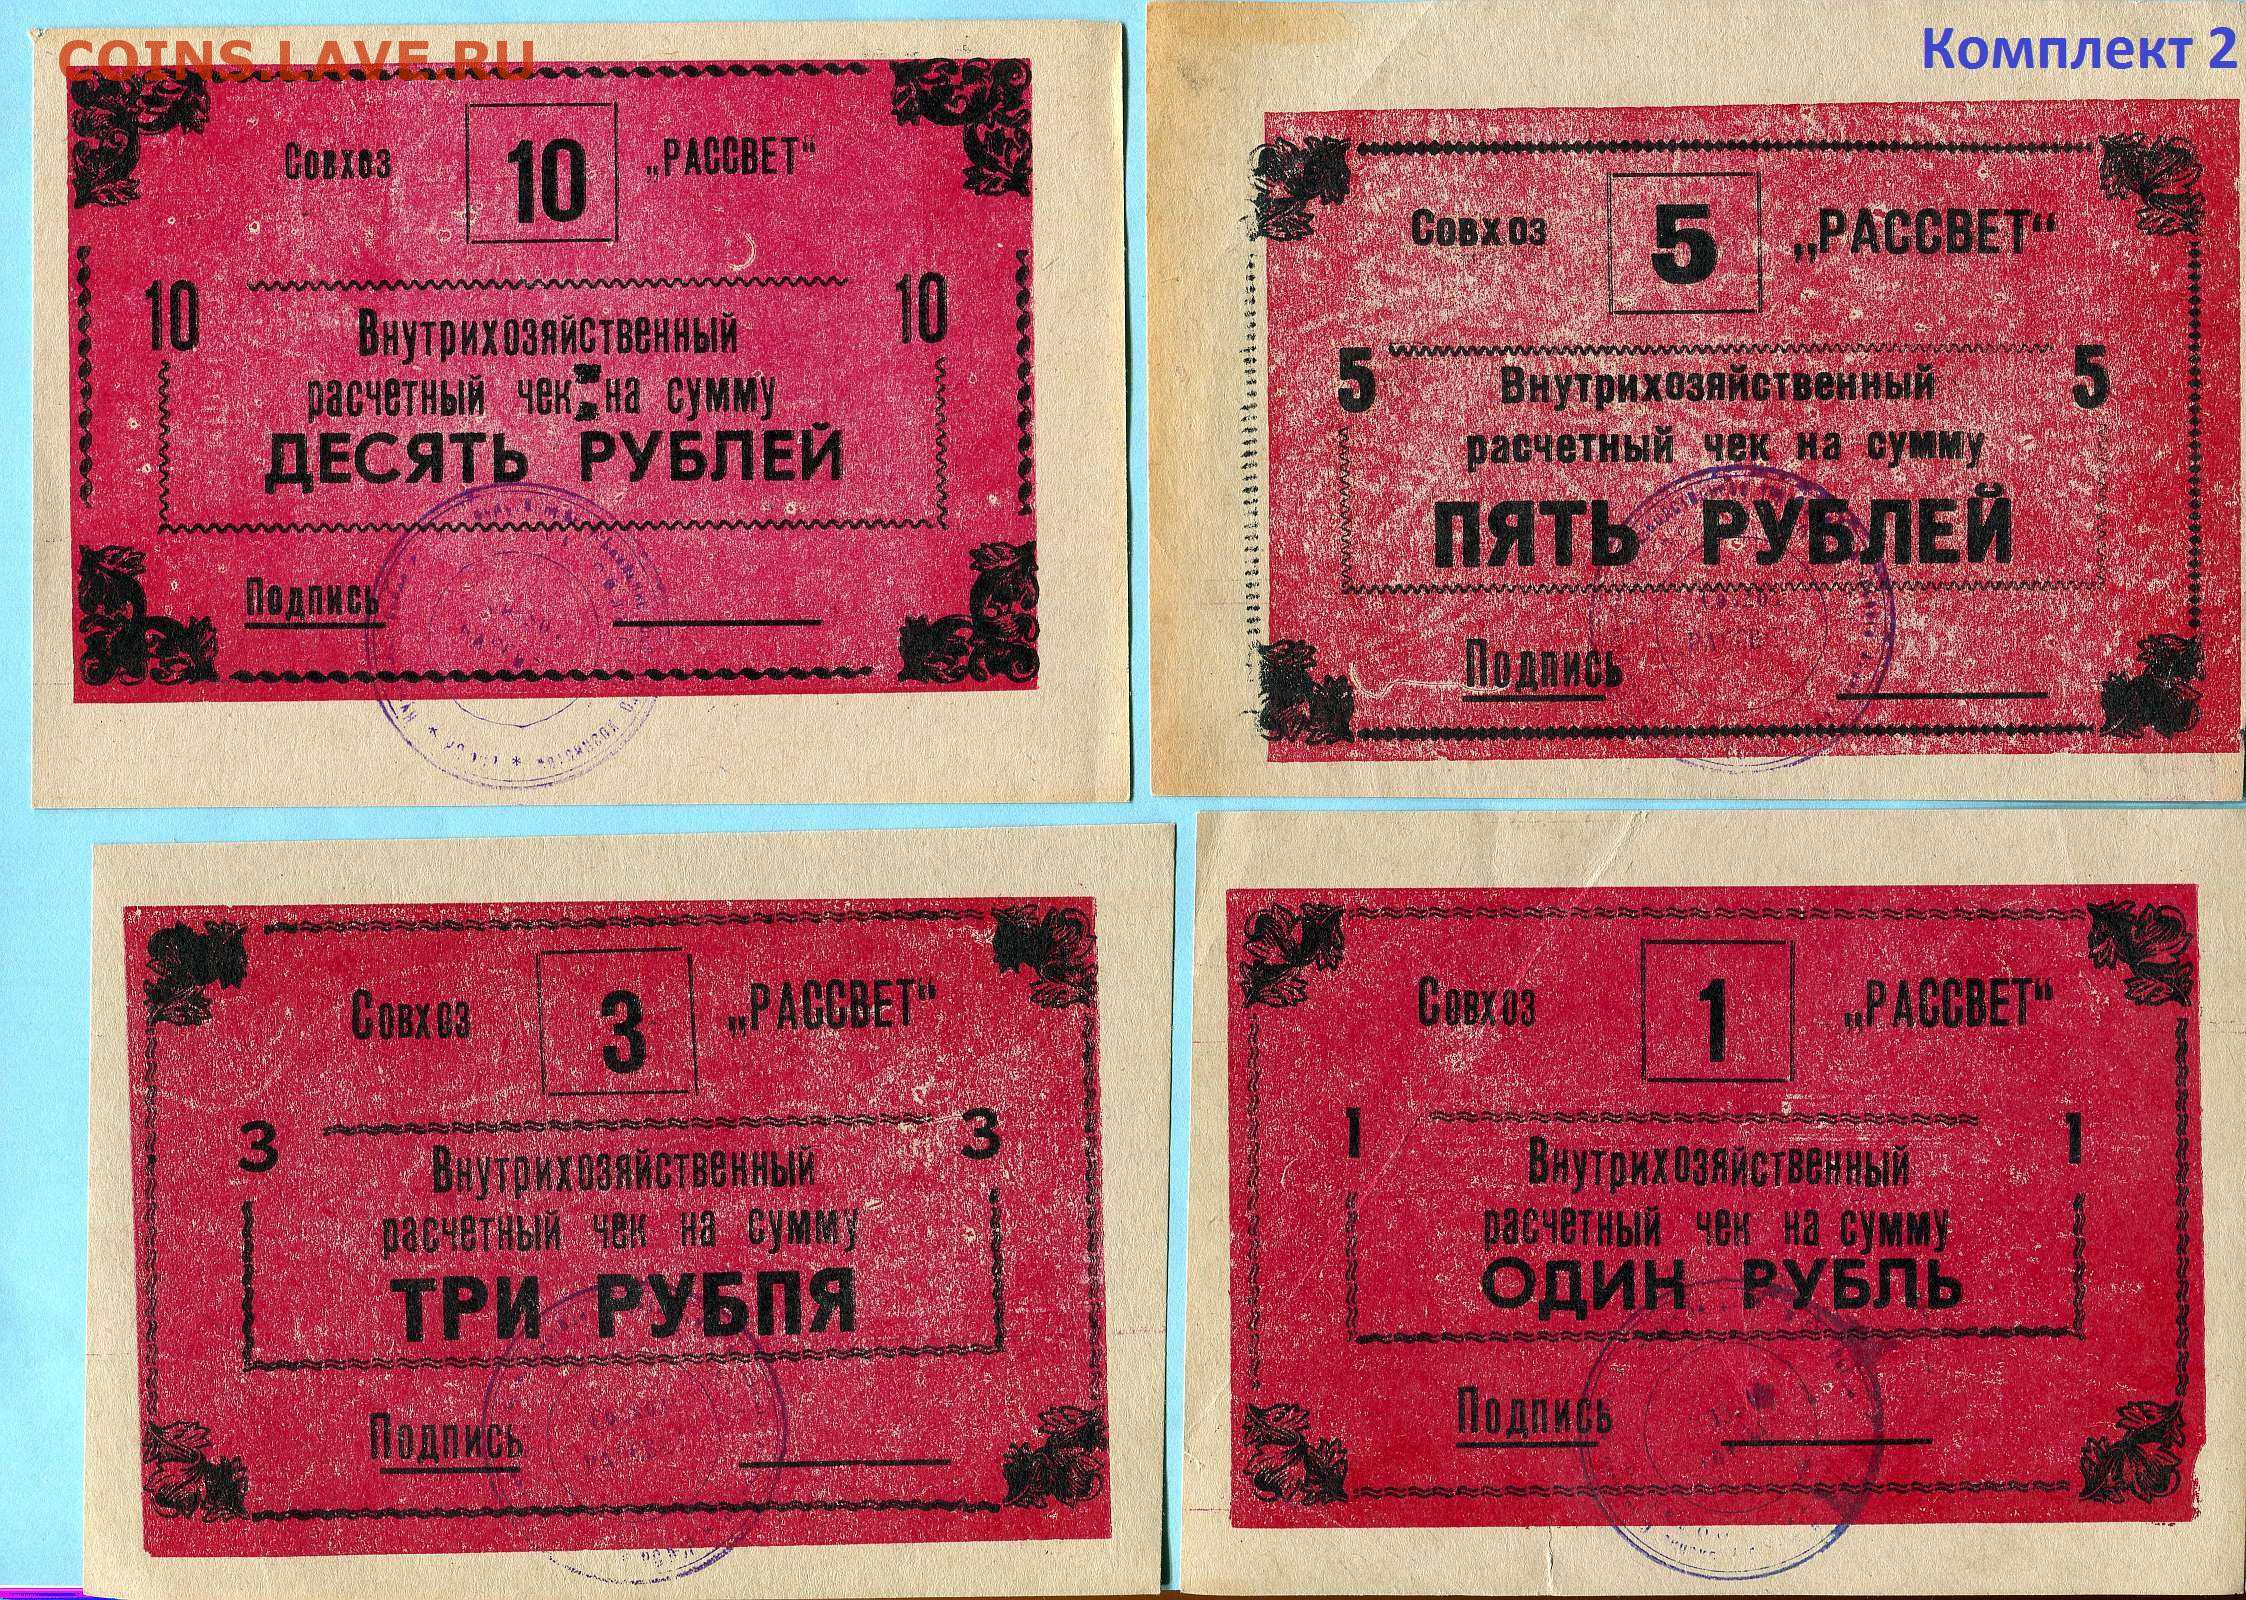 COINS.LAVE.RU
Комплект 2
Совхоз 10 „РАССВЕТ“
10 10
Внутрихозяйственный
расчетный чек на сумму
ДЕСЯТЬ РУБЛЕЙ
Подпись
Совхоз 5 „РАССВЕТ“
5 5
Внутрихозяйственный
расчетный чек на сумму
ПЯТЬ РУБЛЕЙ
Подпись
Совхоз 3 „РАССВЕТ“
3 3
Внутрихозяйственный
расчетный чек на сумму
ТРИ РУБПЯ
Подпись
Совхоз 1 „РАССВЕТ“
1 1
Внутрихозяйственный
расчетный чек на сумму
ОДИН РУБЛЬ
Подпись